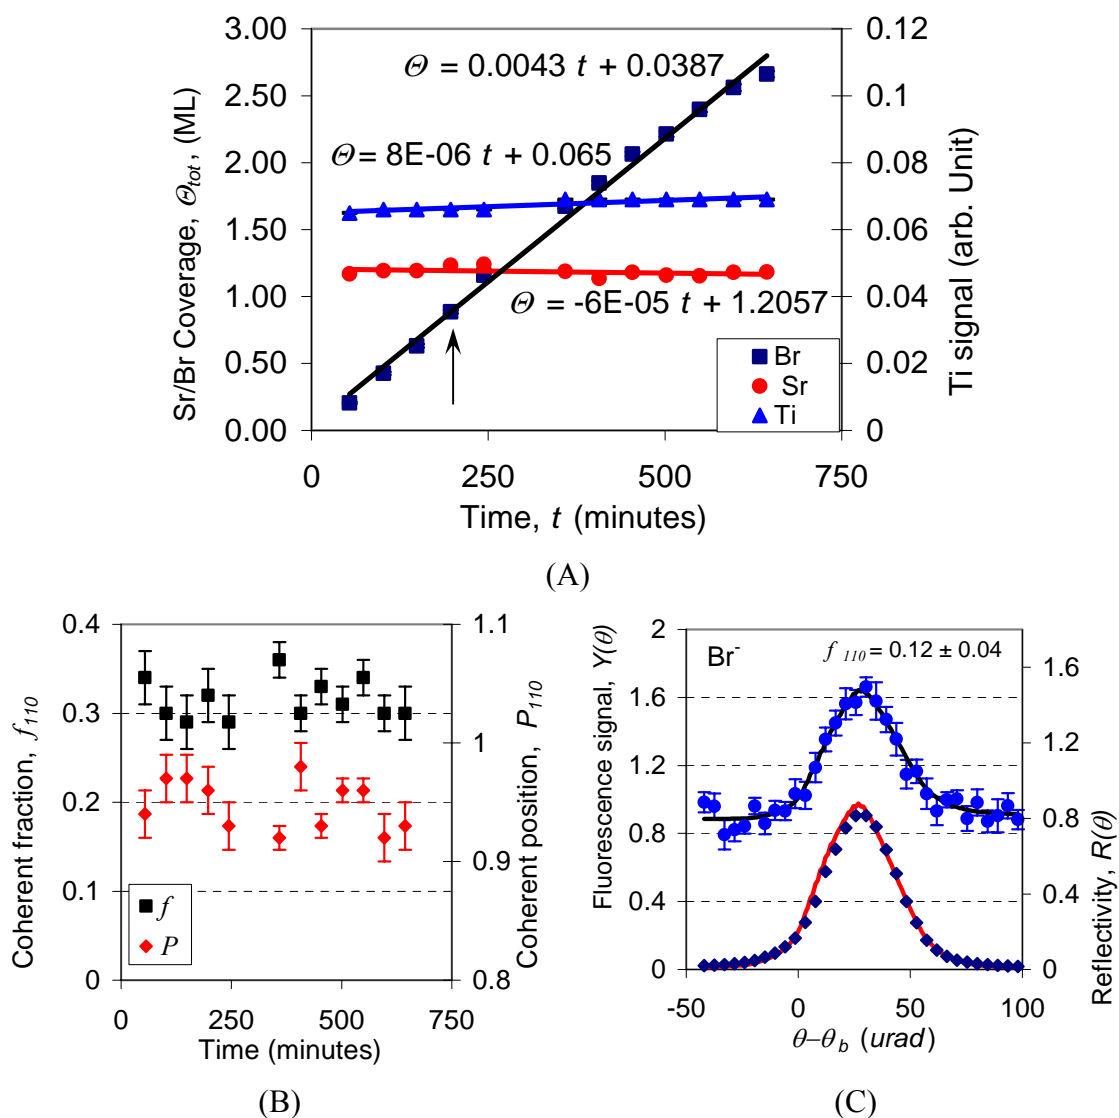 3.00
2.50
2.00
1.50
1.00
0.50
0.00
Sr/Br Coverage, Θtot, (ML)
Θ = 0.0043 t + 0.0387
Θ = 8E-06 t + 0.065
Θ = -6E-05 t + 1.2057
Br
Sr
Ti
0.12
0.1
0.08
0.06
0.04
0.02
0
Ti signal (arb. Unit)
0 250 500 750
Time, t (minutes)
(A)
0.4
0.3
0.2
0.1
0
Coherent fraction, f110
f
P
1.1
1
0.9
0.8
Coherent position, P110
0 250 500 750
Time (minutes)
(B)
2
1.6
1.2
0.8
0.4
0
Fluorescence signal, Y(θ)
Br-
f 110 = 0.12 ± 0.04
1.6
1.2
0.8
0.4
0
Reflectivity, R(θ)
-50 0 50 100
θ–θb (urad)
(C)